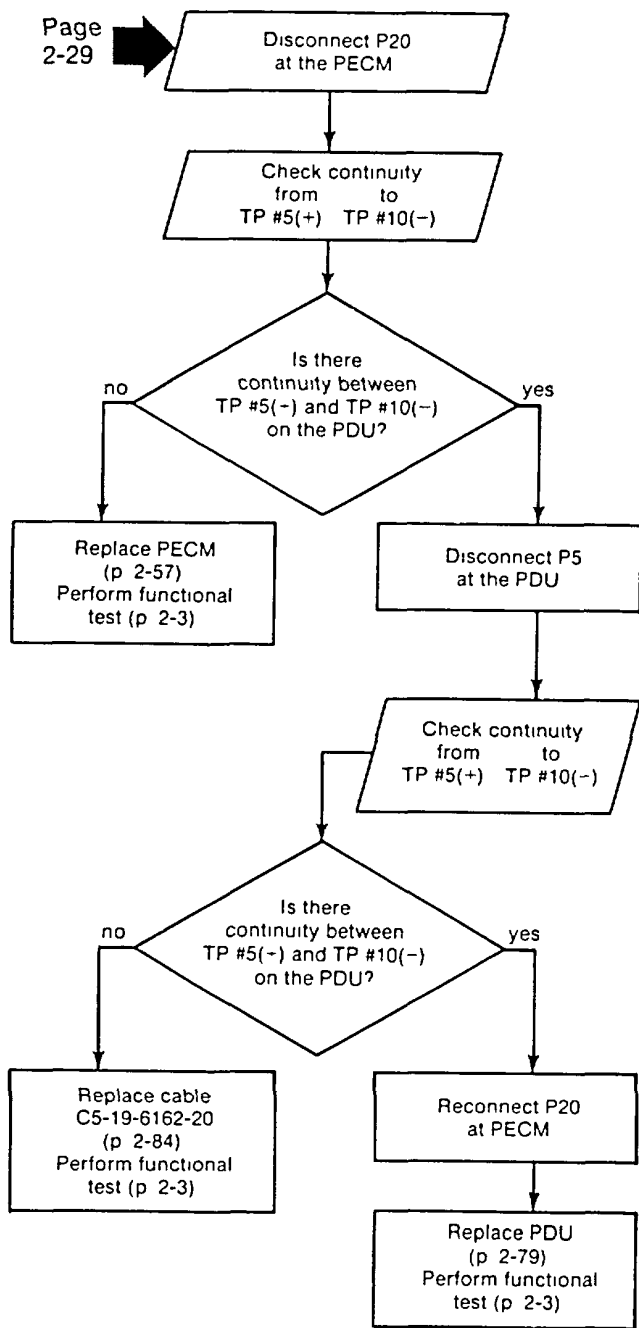 Page
2-29
Disconnect P20
at the PECM
Check continuity
from to
TP #5(+) TP #10(−)
Is there
continuity between
TP #5(+) and TP #10(−)
on the PDU?
no
yes
Replace PECM
(p 2-57)
Perform functional
test (p 2-3)
Disconnect P5
at the PDU
Check continuity
from to
TP #5(+) TP #10(−)
Is there
continuity between
TP #5(+) and TP #10(−)
on the PDU?
no
yes
Replace cable
C5-19-6162-20
(p 2-84)
Perform functional
test (p 2-3)
Reconnect P20
at PECM
Replace PDU
(p 2-79)
Perform functional
test (p 2-3)